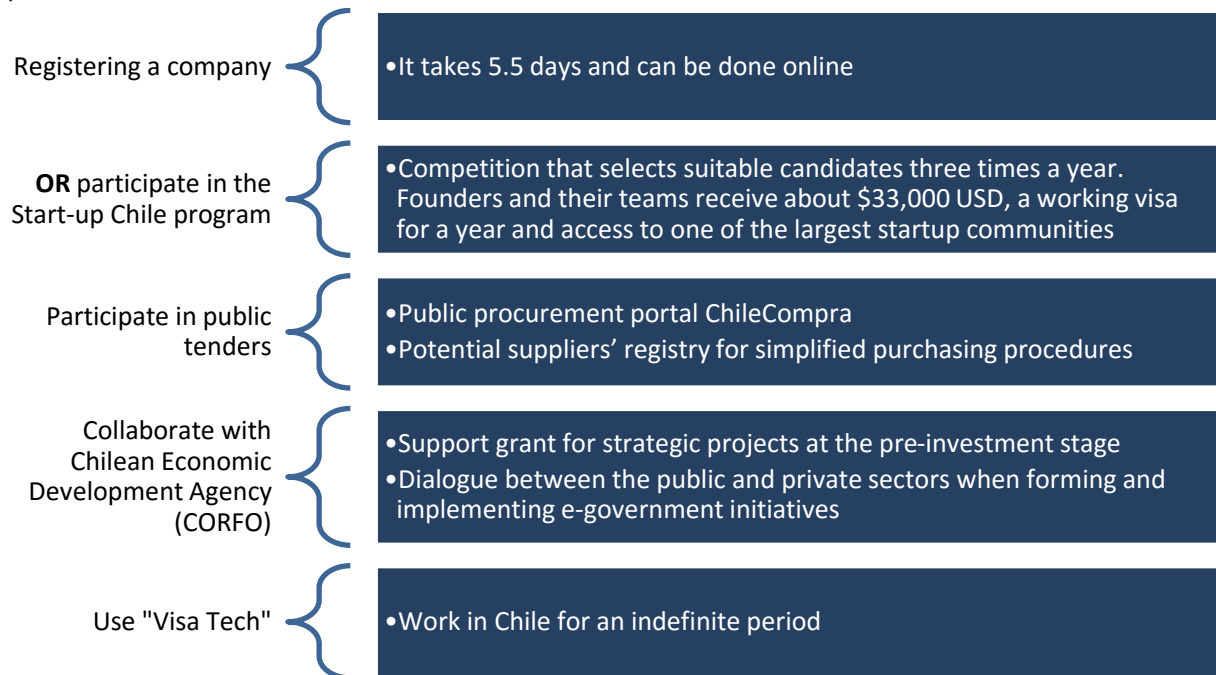 Registering a company
•It takes 5.5 days and can be done online
OR participate in the
Start-up Chile program
•Competition that selects suitable candidates three times a year.
Founders and their teams receive about $33,000 USD, a working visa
for a year and access to one of the largest startup communities
Participate in public
tenders
•Public procurement portal ChileCompra
•Potential suppliers’ registry for simplified purchasing procedures
Collaborate with
Chilean Economic
Development Agency
(CORFO)
•Support grant for strategic projects at the pre-investment stage
•Dialogue between the public and private sectors when forming and
implementing e-government initiatives
Use "Visa Tech"
•Work in Chile for an indefinite period